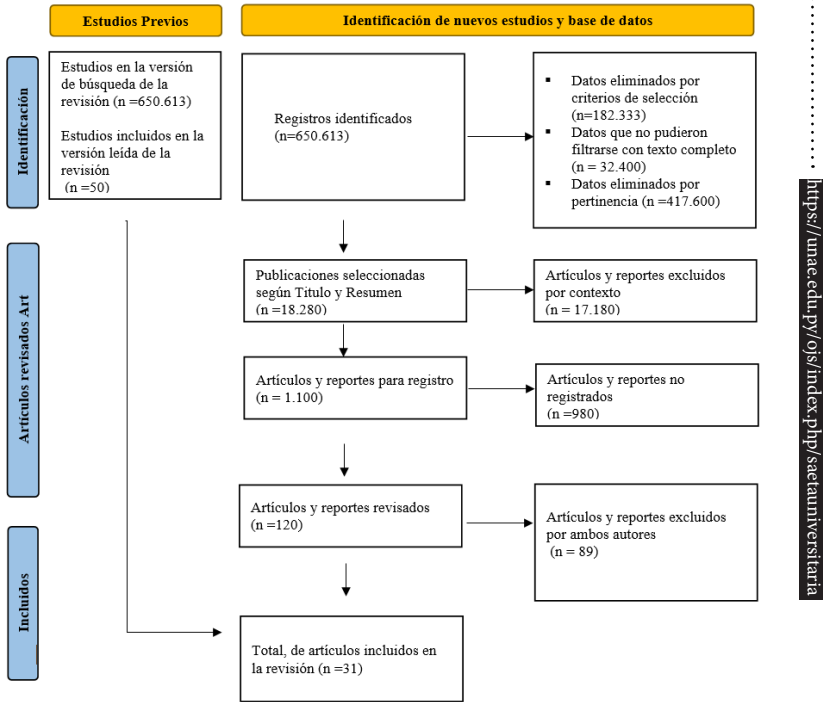 Estudios Previos
Identificación de nuevos estudios y base de datos
Identificación
Estudios en la versión
de búsqueda de la
revisión (n =650.613)
Estudios incluidos en la
versión leída de la
revisión
(n =50)
Registros identificados
(n=650.613)
▪ Datos eliminados por
criterios de selección
(n=182.333)
▪ Datos que no pudieron
filtrarse con texto completo
(n = 32.400)
▪ Datos eliminados por
pertinencia (n =417.600)
Artículos revisados Art
Publicaciones seleccionadas
según Titulo y Resumen
(n =18.280)
Artículos y reportes excluidos
por contexto
(n = 17.180)
Artículos y reportes para registro
(n = 1.100)
Artículos y reportes no
registrados
(n =980)
Artículos y reportes revisados
(n =120)
Artículos y reportes excluidos
por ambos autores
(n = 89)
Incluidos
Total, de artículos incluidos en
la revisión (n =31)
https://unae.edu.py/ojs/index.php/saetauniversitaria